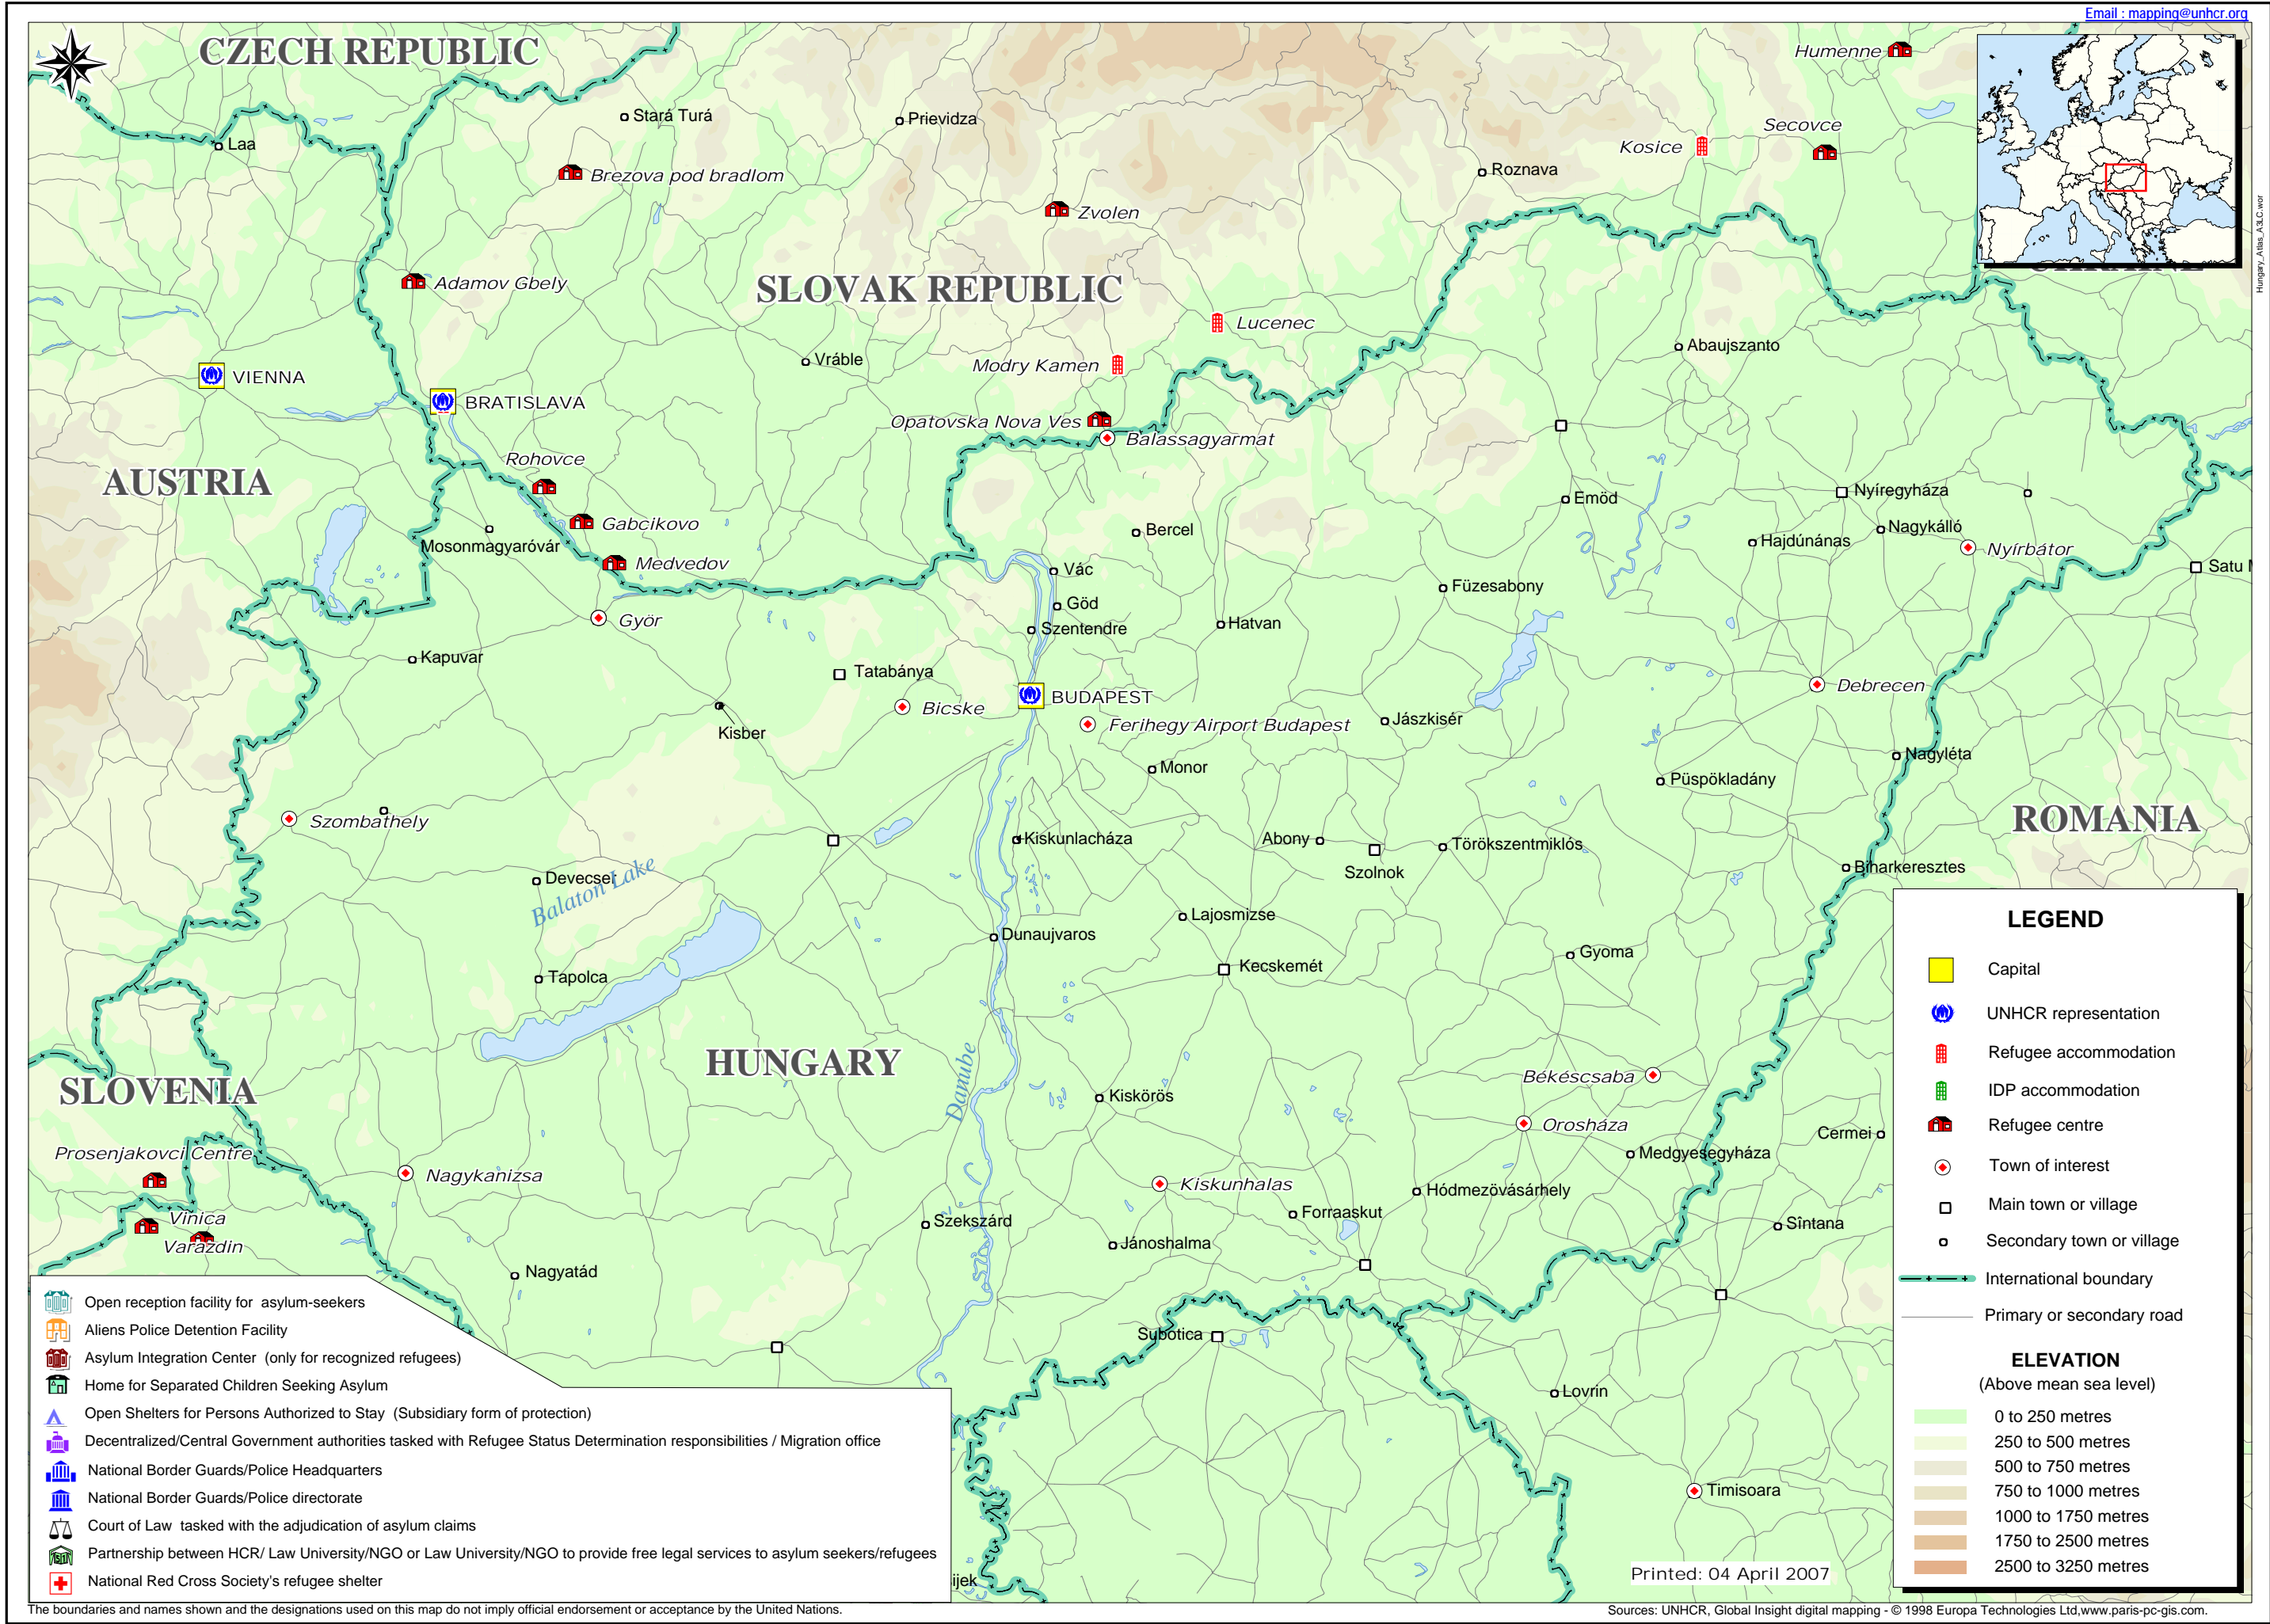 Email : mapping@unhcr.org
CZECH REPUBLIC
Humenne
Stará Turá
Prievidza
Secovce
Laa
Kosice
Roznava
Brezova pod bradlom
Zvolen
Hungary_Atlas_A3LC.wor
Adamov Gbely
SLOVAK REPUBLIC
Lucenec
Abaujszanto
Vráble
Modry Kamen
VIENNA
BRATISLAVA
Opatovska Nova Ves
Balassagyarmat
Rohovce
AUSTRIA
Nyíregyháza
Emöd
Gabcikovo
Bercel
Nagykálló
Mosonmagyaróvár
Hajdúnánas
Nyírbátor
Medvedov
Vác
Satu
Füzesabony
Göd
Györ
Szentendre
Hatvan
Kapuvar
Tatabánya
Debrecen
BUDAPEST
Bicske
Ferihegy Airport Budapest
Jászkisér
Kisber
Nagyléta
Monor
Püspökladány
Szombathely
ROMANIA
Kiskunlacháza
Abony
Törökszentmiklós
Szolnok
Biharkeresztes
Devecser
Balaton Lake
Lajosmizse
Dunaujvaros
Gyoma
Kecskemét
Tapolca
HUNGARY
Danube
Békéscsaba
SLOVENIA
Kiskörös
Orosháza
Cermei
Prosenjakovci Centre
Medgyesegyháza
Nagykanizsa
Kiskunhalas
Hódmezövásárhely
Vinica
Szekszárd
Forraaskut
Sîntana
Varazdin
Jánoshalma
Nagyatád
Subotica
Lovrin
Timisoara
ijek
LEGEND
Capital
UNHCR representation
Refugee accommodation
IDP accommodation
Refugee centre
Town of interest
Main town or village
Secondary town or village
International boundary
Primary or secondary road
ELEVATION
(Above mean sea level)
0 to 250 metres
250 to 500 metres
500 to 750 metres
750 to 1000 metres
1000 to 1750 metres
1750 to 2500 metres
2500 to 3250 metres
Open reception facility for asylum-seekers
Aliens Police Detention Facility
Asylum Integration Center (only for recognized refugees)
Home for Separated Children Seeking Asylum
Open Shelters for Persons Authorized to Stay (Subsidiary form of protection)
Decentralized/Central Government authorities tasked with Refugee Status Determination responsibilities / Migration office
National Border Guards/Police Headquarters
National Border Guards/Police directorate
Court of Law tasked with the adjudication of asylum claims
Partnership between HCR/ Law University/NGO or Law University/NGO to provide free legal services to asylum seekers/refugees
National Red Cross Society's refugee shelter
Printed: 04 April 2007
The boundaries and names shown and the designations used on this map do not imply official endorsement or acceptance by the United Nations.
Sources: UNHCR, Global Insight digital mapping - © 1998 Europa Technologies Ltd,www.paris-pc-gis.com.